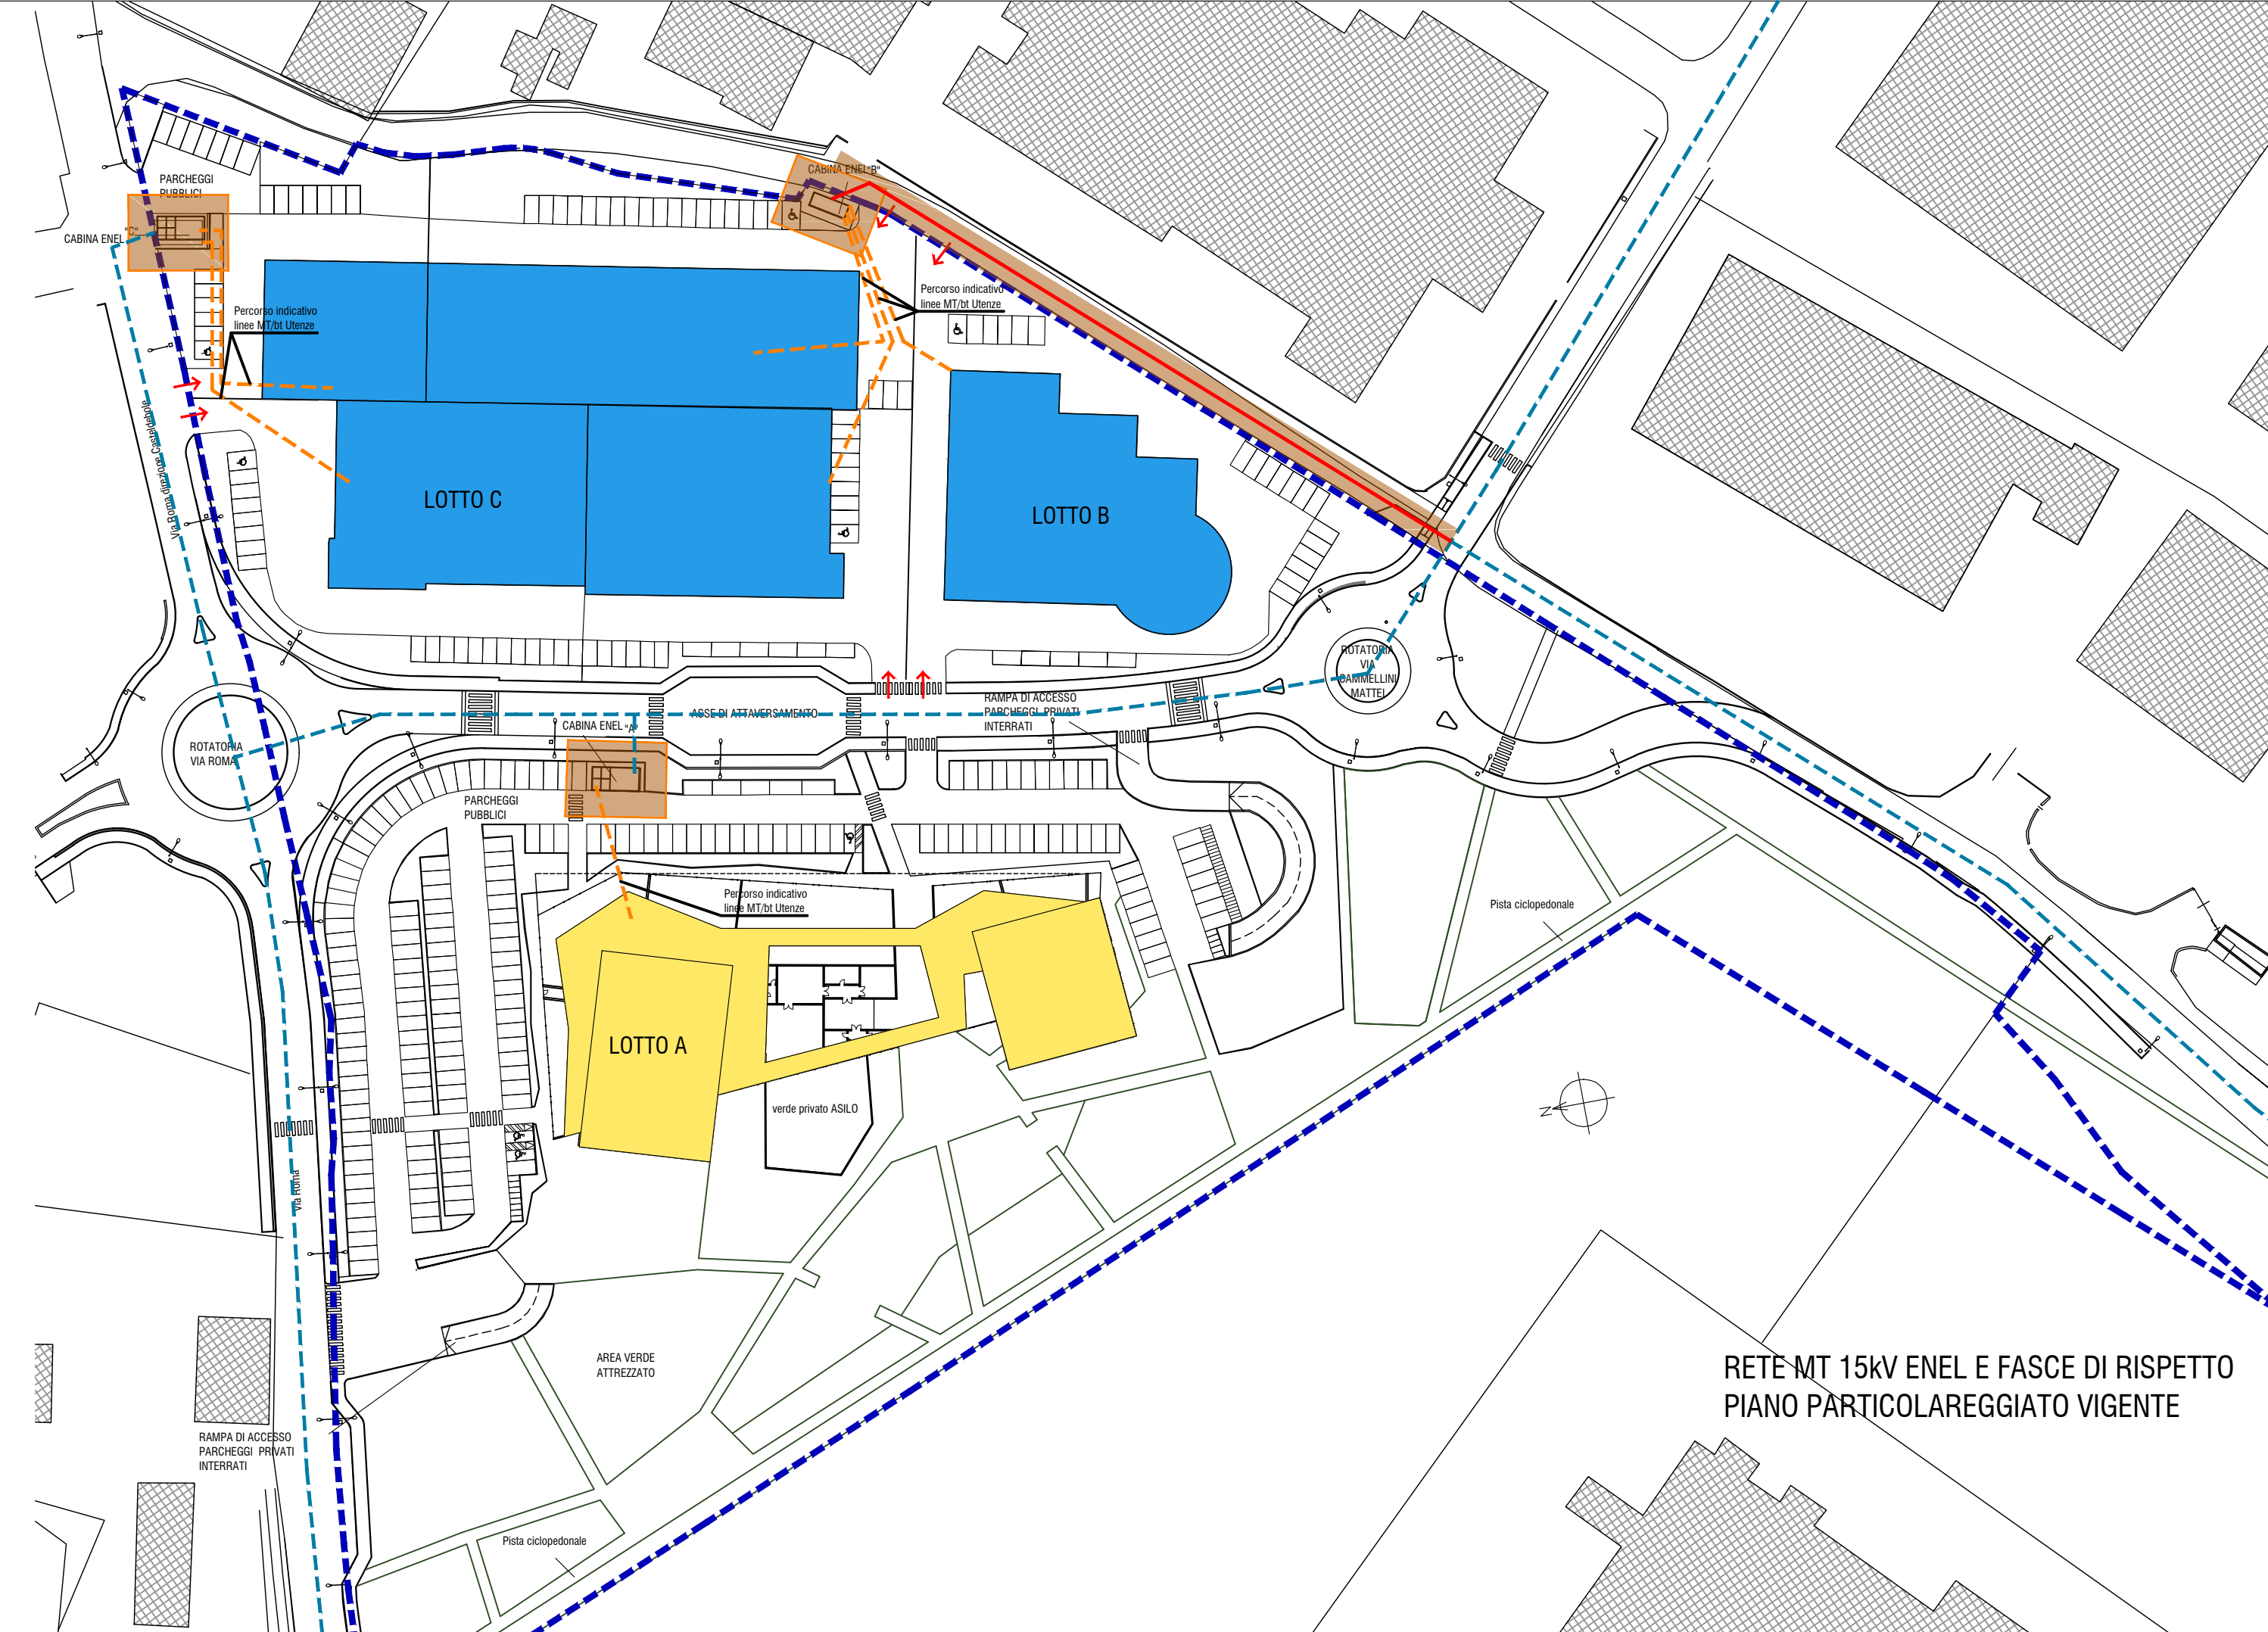 CABINA ENEL"B"
PARCHEGGI
PUBBLICI
CABINA ENEL "C"
Percorso indicativo
linee MT/bt Utenze
Percorso indicativo
linee MT/bt Utenze
Via Roma direzione Casteldebole
LOTTO C
LOTTO B
ROTATORIA
VIA
CAMMELLINI
MATTEI
RAMPA DI ACCESSO
PARCHEGGI PRIVATI
INTERRATI
ASSE DI ATTAVERSAMENTO
CABINA ENEL "A"
ROTATORIA
VIA ROMA
PARCHEGGI
PUBBLICI
Percorso indicativo
linee MT/bt Utenze
Pista ciclopedonale
LOTTO A
verde privato ASILO
N
Via Roma
AREA VERDE
ATTREZZATO
RETE MT 15kV ENEL E FASCE DI RISPETTO
PIANO PARTICOLAREGGIATO VIGENTE
RAMPA DI ACCESSO
PARCHEGGI PRIVATI
INTERRATI
Pista ciclopedonale